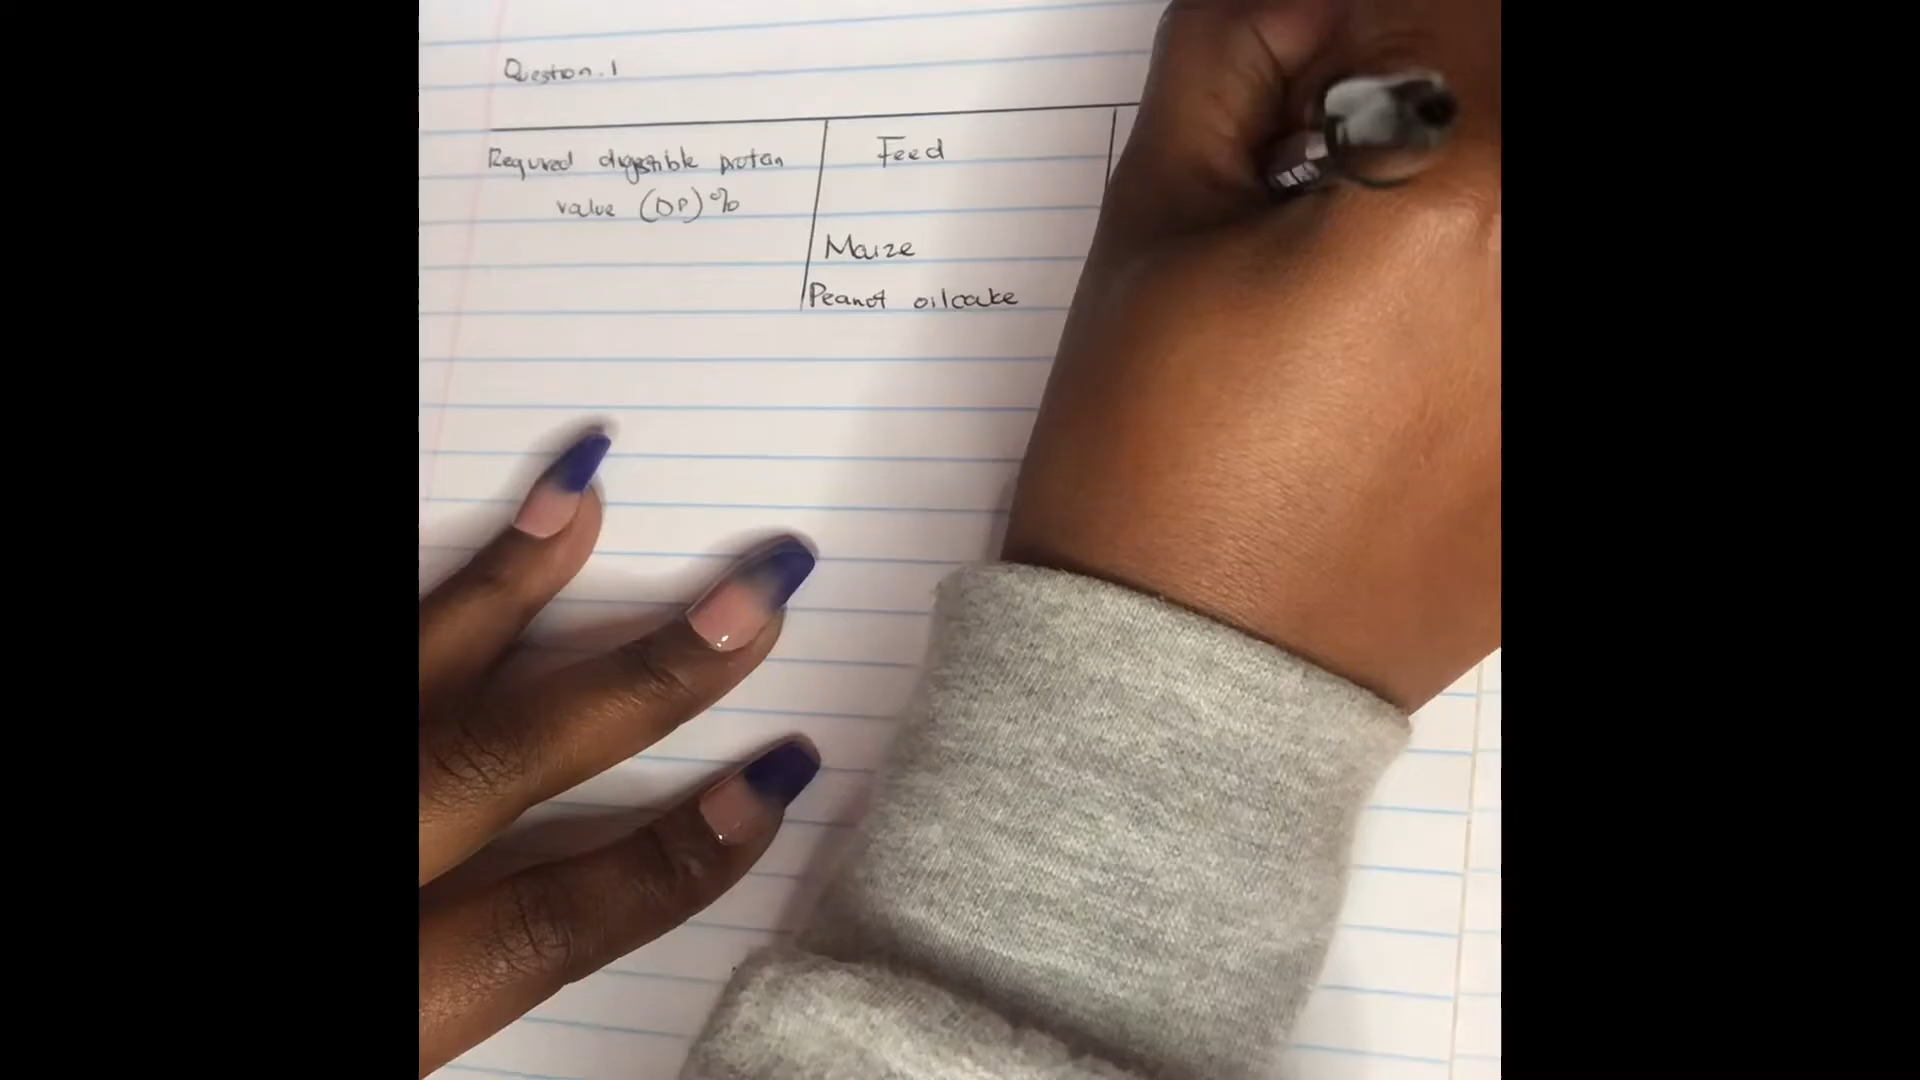 Question.1
Required digestible protein Feed
value (DP)%
Maize
Peanut oilcake